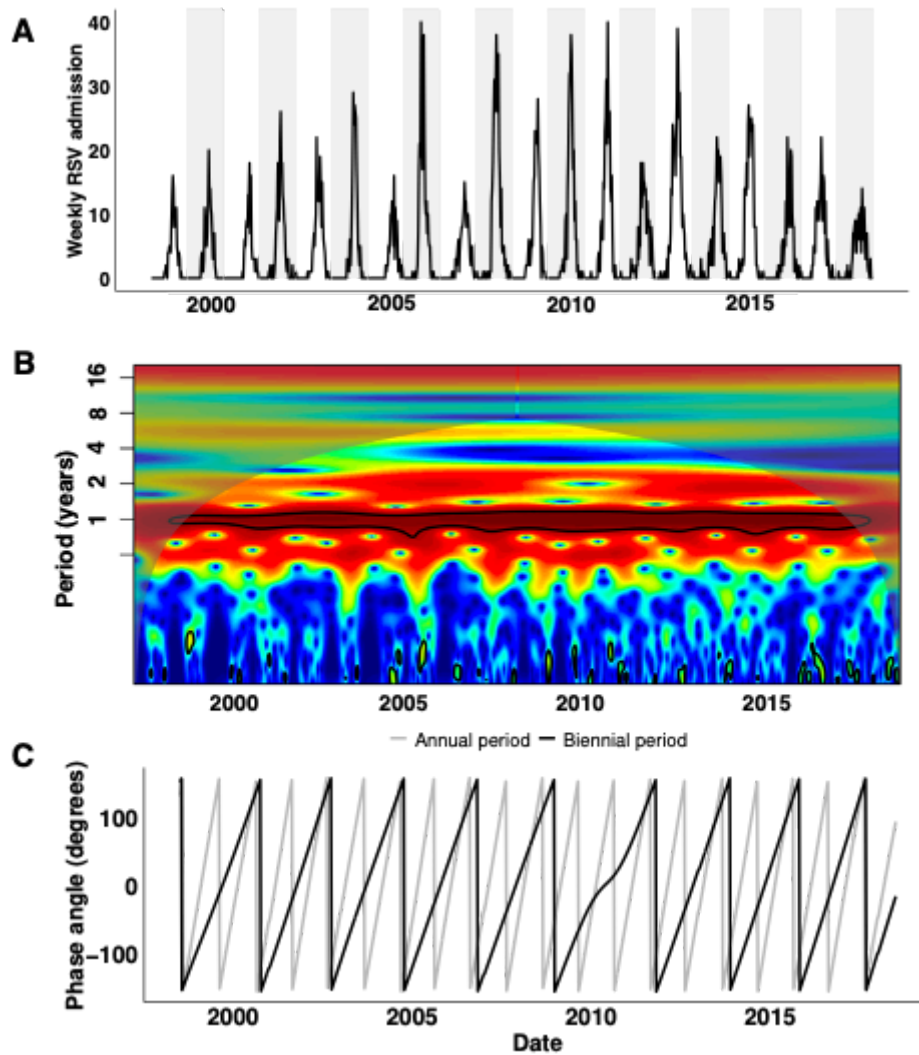 A
Weekly RSV admission
40
30
20
10
0
2000 2005 2010 2015
B
Period (years)
16
8
4
2
1
2000 2005 2010 2015
Annual period Biennial period
C
Phase angle (degrees)
100
0
−100
2000 2005 2010 2015
Date